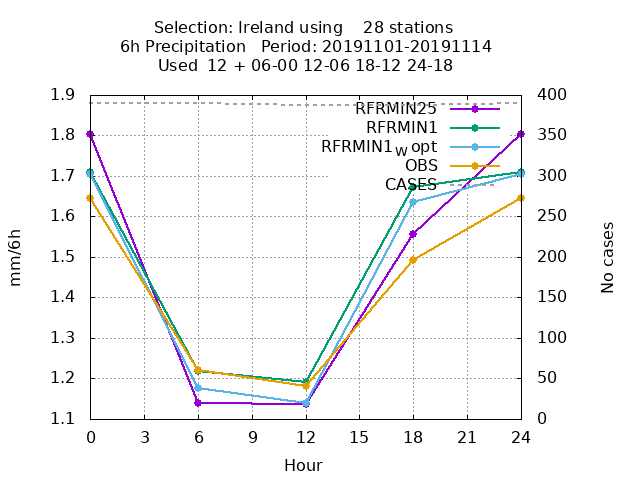 Selection: Ireland using    28 stations
6h Precipitation   Period: 20191101-20191114
Used  12 + 06-00 12-06 18-12 24-18
1.9
1.8
1.7
1.6
1.5
1.4
1.3
1.2
1.1
mm/6h
RFRMIN25
RFRMIN1
RFRMIN1w opt
OBS
CASES
400
350
300
250
200
150
100
50
0
No cases
0 3 6 9 12 15 18 21 24
Hour